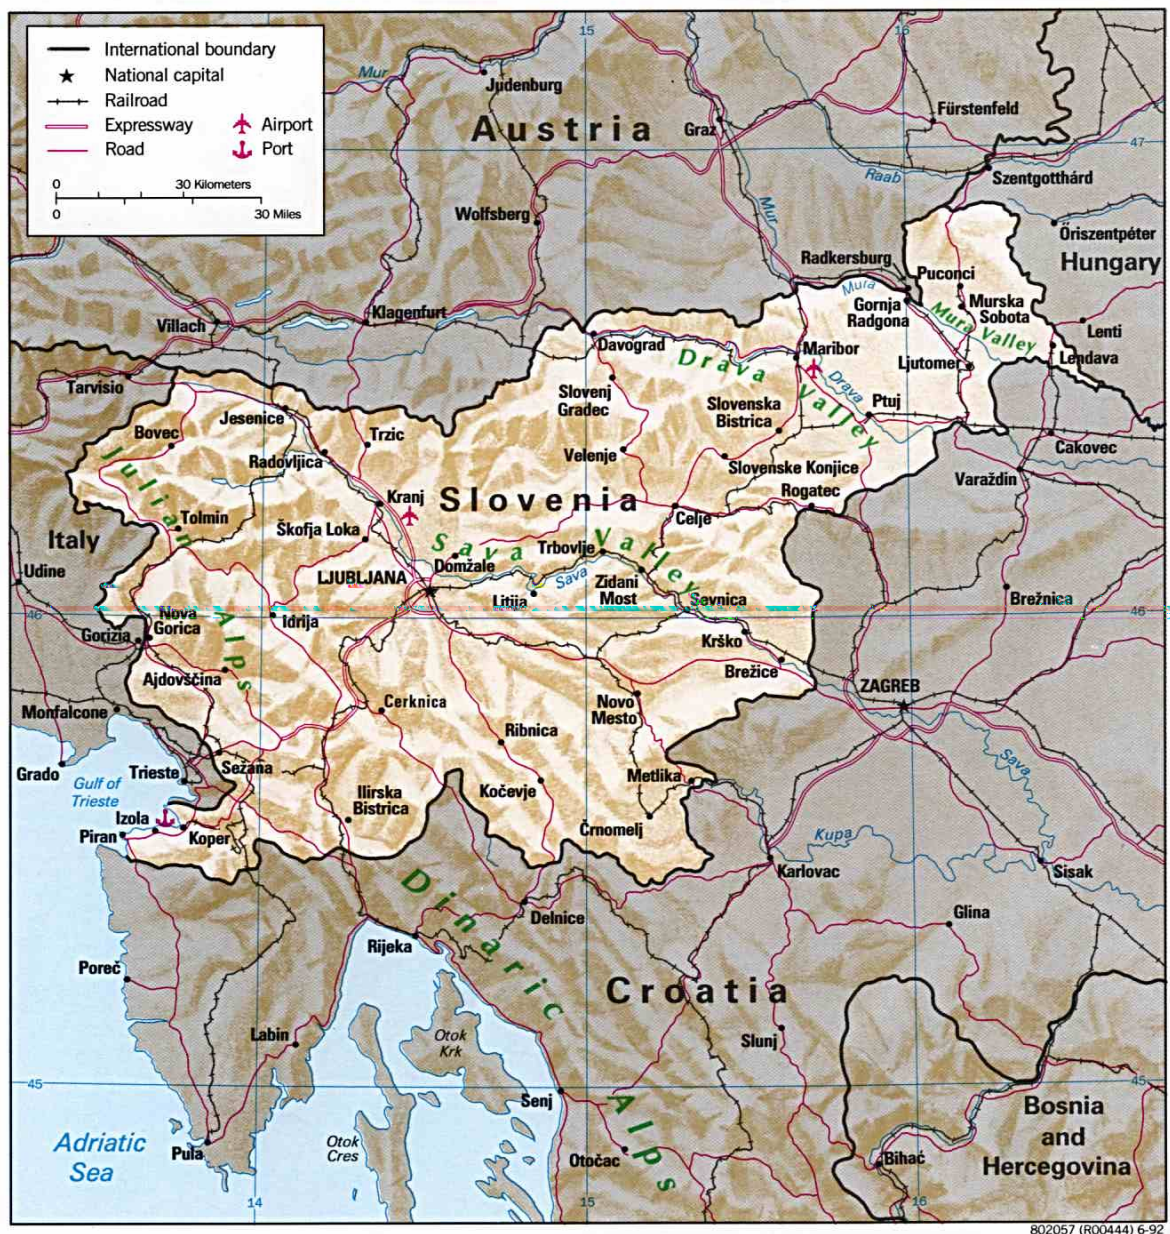 International boundary
National capital
Railroad
Expressway
Airport
Road
Port
0
30 Kilometers
0
30 Miles
15
16
Mur
Judenburg
Austria
Graz
Fürstenfeld
47
Raab
Szentgotthárd
Wolfsberg
Mur
Őriszentpéter
Radkersburg
Hungary
Puconci
Mura
Klagenfurt
Villach
Gornja
Radgona
Murska
Sobota
Mura Valley
Lenti
Lendava
Davograd
Maribor
Drava
Valley
Ljutomer
Tarvisio
Drava
Slovenj
Gradec
Slovenska
Bistrica
Ptuj
Jesenice
Bovec
Trzic
Radovljica
Velenje
Slovenske Konjice
Cakovec
Varaždin
Rogatec
Julian
Alps
Kranj
Slovenia
Celje
Tolmin
Škofja Loka
Italy
Sava
Valley
Trbovlje
Domžale
Udine
LJUBLJANA
Sava
Zidani
Most
Litija
Sevnica
Brežnica
46
46
Nova
Gorica
Idrija
Gorizia
Krško
Brežice
Ajdovščina
ZAGREB
Cerknica
Novo
Mesto
Monfalcone
Ribnica
Grado
Trieste
Sežana
Sava
Gulf of
Trieste
Metlika
Ilirska
Bistrica
Kočevje
Izola
Piran
Koper
Črnomelj
Kupa
Karlovac
Sisak
Dinaric
Alps
Delnice
Glina
Rijeka
Poreč
Croatia
Labin
Otok
Krk
Slunj
45
45
Senj
Bosnia
and
Hercegovina
Adriatic
Sea
Pula
Otok
Cres
Otočac
Bihać
14
15
16
802057 (R00444) 6-92